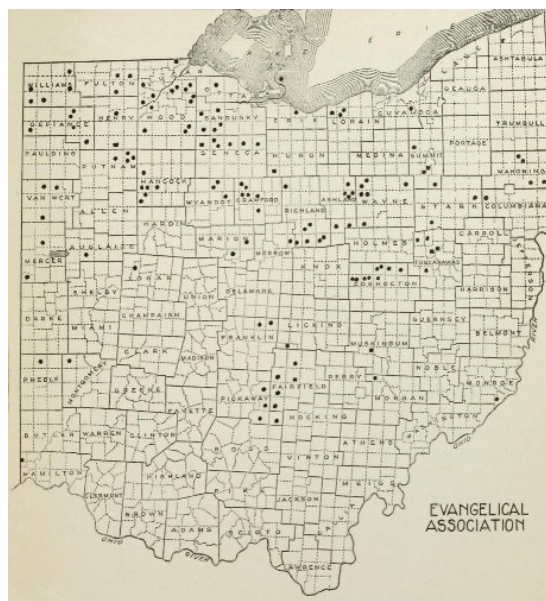 LAKE ERIE
LAKE
ASHTABULA
WILLIAMS
FULTON
LUCAS
OTTAWA
GEAUGA
CUYAHOGA
DEFIANCE
HENRY
WOOD
SANDUSKY
ERIE
LORAIN
TRUMBULL
PAULDING
SENECA
HURON
MEDINA
SUMMIT
PORTAGE
PUTNAM
MAHONING
HANCOCK
VAN WERT
WYANDOT
CRAWFORD
ASHLAND
WAYNE
STARK
COLUMBIANA
ALLEN
RICHLAND
HARDIN
CARROLL
AUGLAIZE
MARION
HOLMES
MERCER
MORROW
TUSCARAWAS
JEFFERSON
KNOX
LOGAN
COSHOCTON
HARRISON
SHELBY
UNION
DELAWARE
DARKE
CHAMPAIGN
LICKING
GUERNSEY
BELMONT
MIAMI
FRANKLIN
MUSKINGUM
CLARK
MADISON
NOBLE
PREBLE
MONTGOMERY
FAIRFIELD
PERRY
MONROE
GREENE
PICKAWAY
MORGAN
FAYETTE
HOCKING
WASHINGTON
BUTLER
WARREN
CLINTON
ATHENS
OHIO
ROSS
VINTON
HAMILTON
HIGHLAND
MEIGS
CLERMONT
PIKE
JACKSON
BROWN
ADAMS
SCIOTO
GALLIA
OHIO
RIVER
LAWRENCE
EVANGELICAL
ASSOCIATION